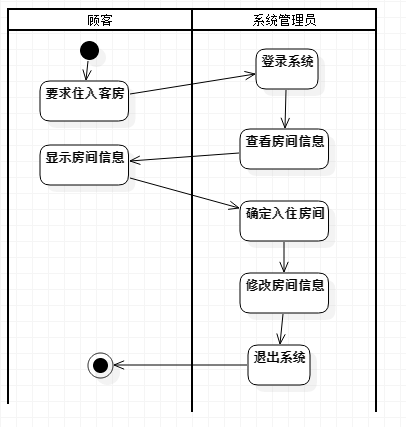 顾客
系统管理员
登录系统
要求住入客房
查看房间信息
显示房间信息
确定入住房间
修改房间信息
退出系统